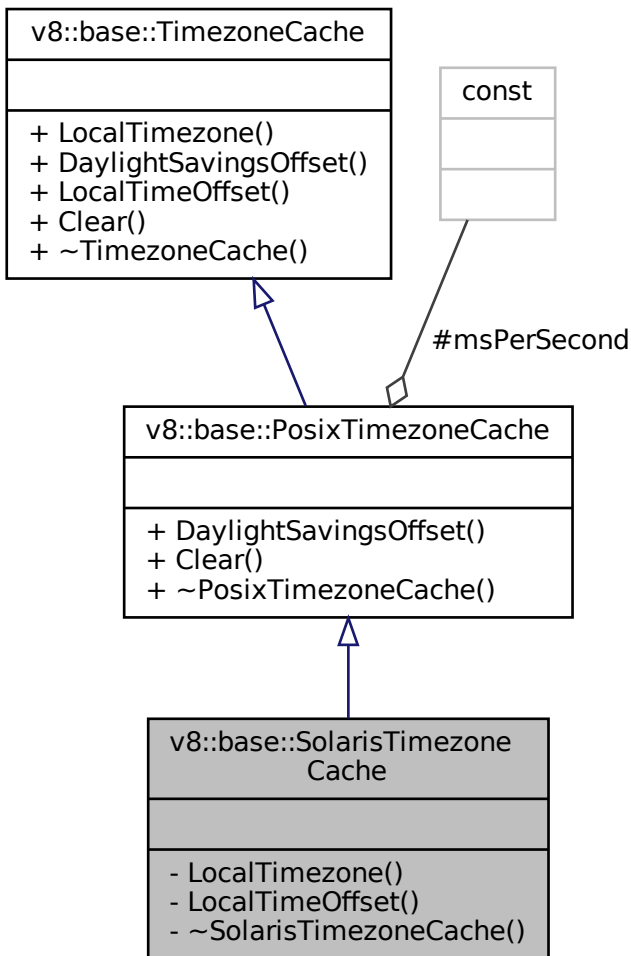 v8::base::TimezoneCache
+ LocalTimezone()
+ DaylightSavingsOffset()
+ LocalTimeOffset()
+ Clear()
+ ~TimezoneCache()
const
#msPerSecond
v8::base::PosixTimezoneCache
+ DaylightSavingsOffset()
+ Clear()
+ ~PosixTimezoneCache()
v8::base::SolarisTimezone
Cache
- LocalTimezone()
- LocalTimeOffset()
- ~SolarisTimezoneCache()